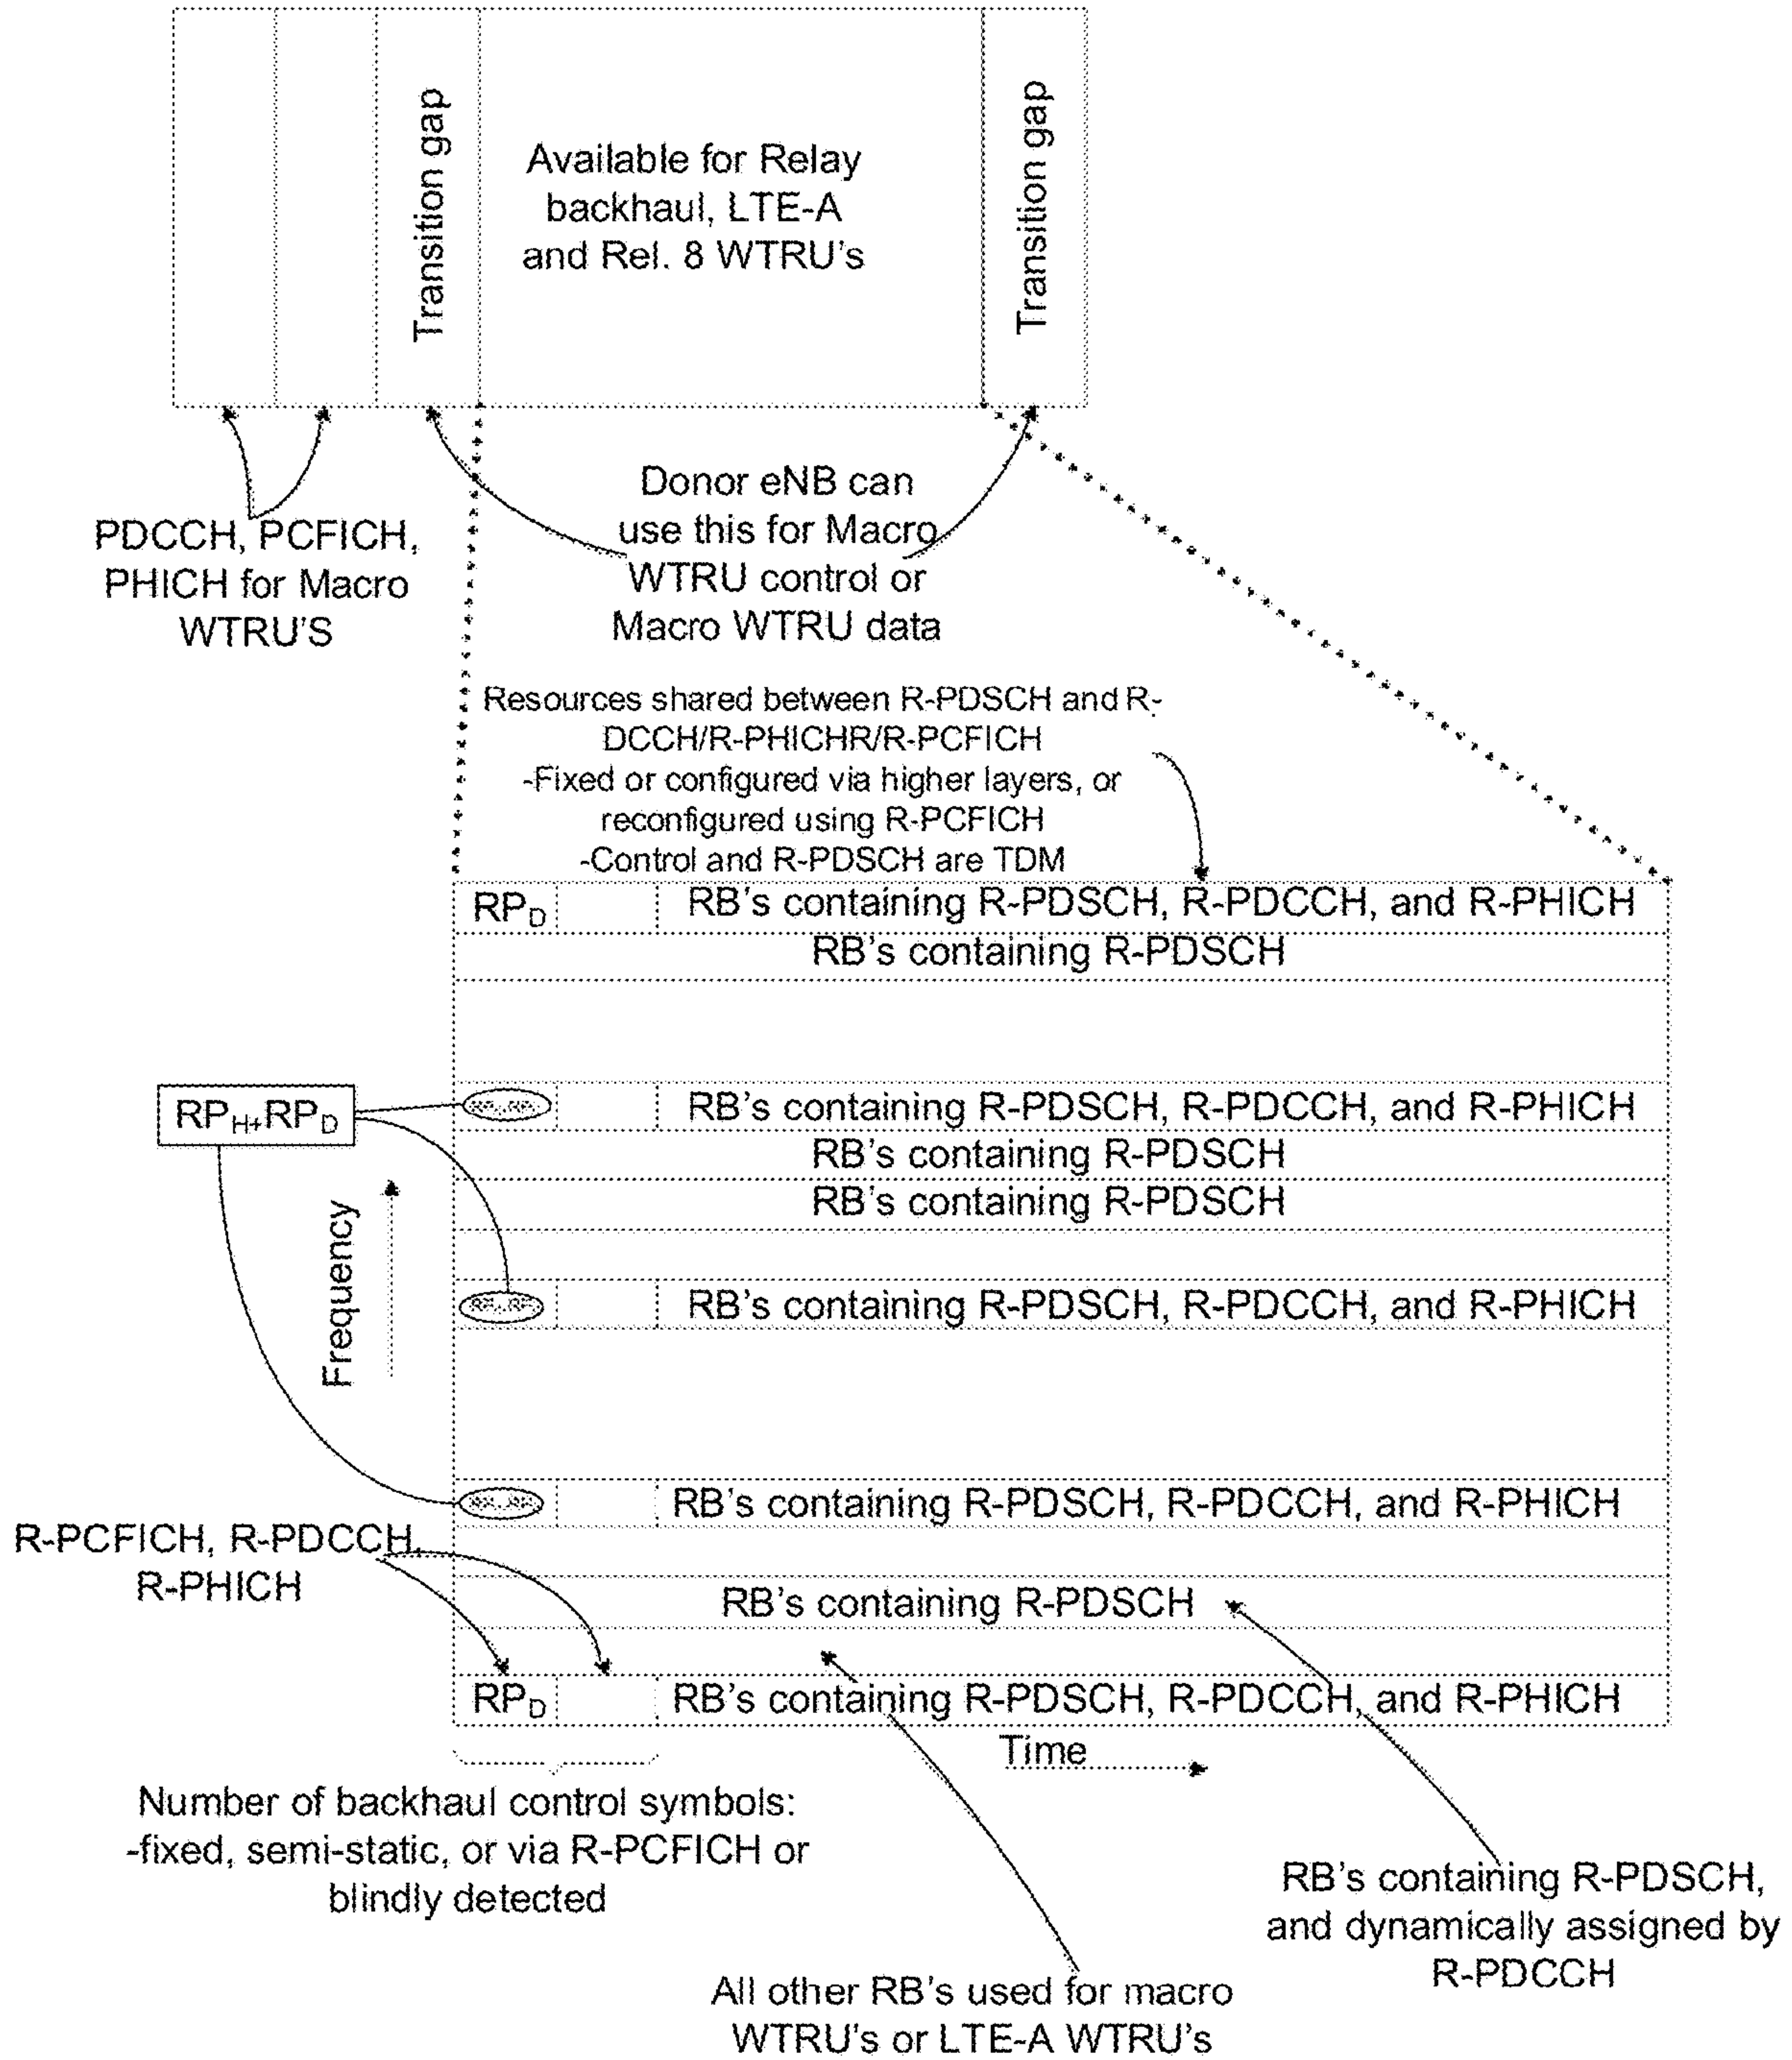 Transition gap
Available for Relay
backhaul, LTE-A
and Rel. 8 WTRU's
Transition gap
PDCCH, PCFICH,
PHICH for Macro
WTRU'S
Donor eNB can
use this for Macro
WTRU control or
Macro WTRU data
Resources shared between R-PDSCH and R-
DCCH/R-PHICHR/R-PCFICH
-Fixed or configured via higher layers, or
reconfigured using R-PCFICH
-Control and R-PDSCH are TDM
RPD RB's containing R-PDSCH, R-PDCCH, and R-PHICH
RB's containing R-PDSCH
RPH+RPD
RB's containing R-PDSCH, R-PDCCH, and R-PHICH
RB's containing R-PDSCH
RB's containing R-PDSCH
Frequency
RB's containing R-PDSCH, R-PDCCH, and R-PHICH
RB's containing R-PDSCH, R-PDCCH, and R-PHICH
R-PCFICH, R-PDCCH,
R-PHICH
RB's containing R-PDSCH
RPD RB's containing R-PDSCH, R-PDCCH, and R-PHICH
Time
Number of backhaul control symbols:
-fixed, semi-static, or via R-PCFICH or
blindly detected
RB's containing R-PDSCH,
and dynamically assigned by
R-PDCCH
All other RB's used for macro
WTRU's or LTE-A WTRU's